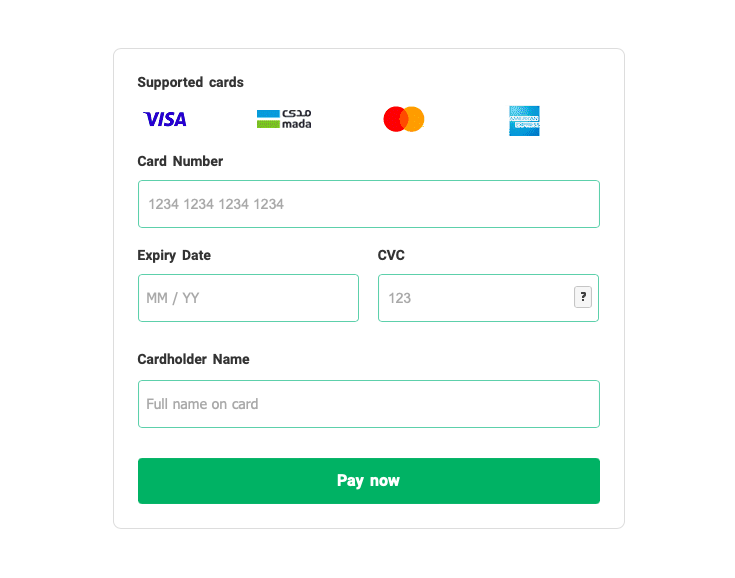 Supported cards
VISA
مدى
mada
AMERICAN
EXPRESS
Card Number
1234 1234 1234 1234
Expiry Date
CVC
MM / YY
123
?
Cardholder Name
Full name on card
Pay now